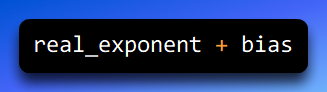 real_exponent + bias